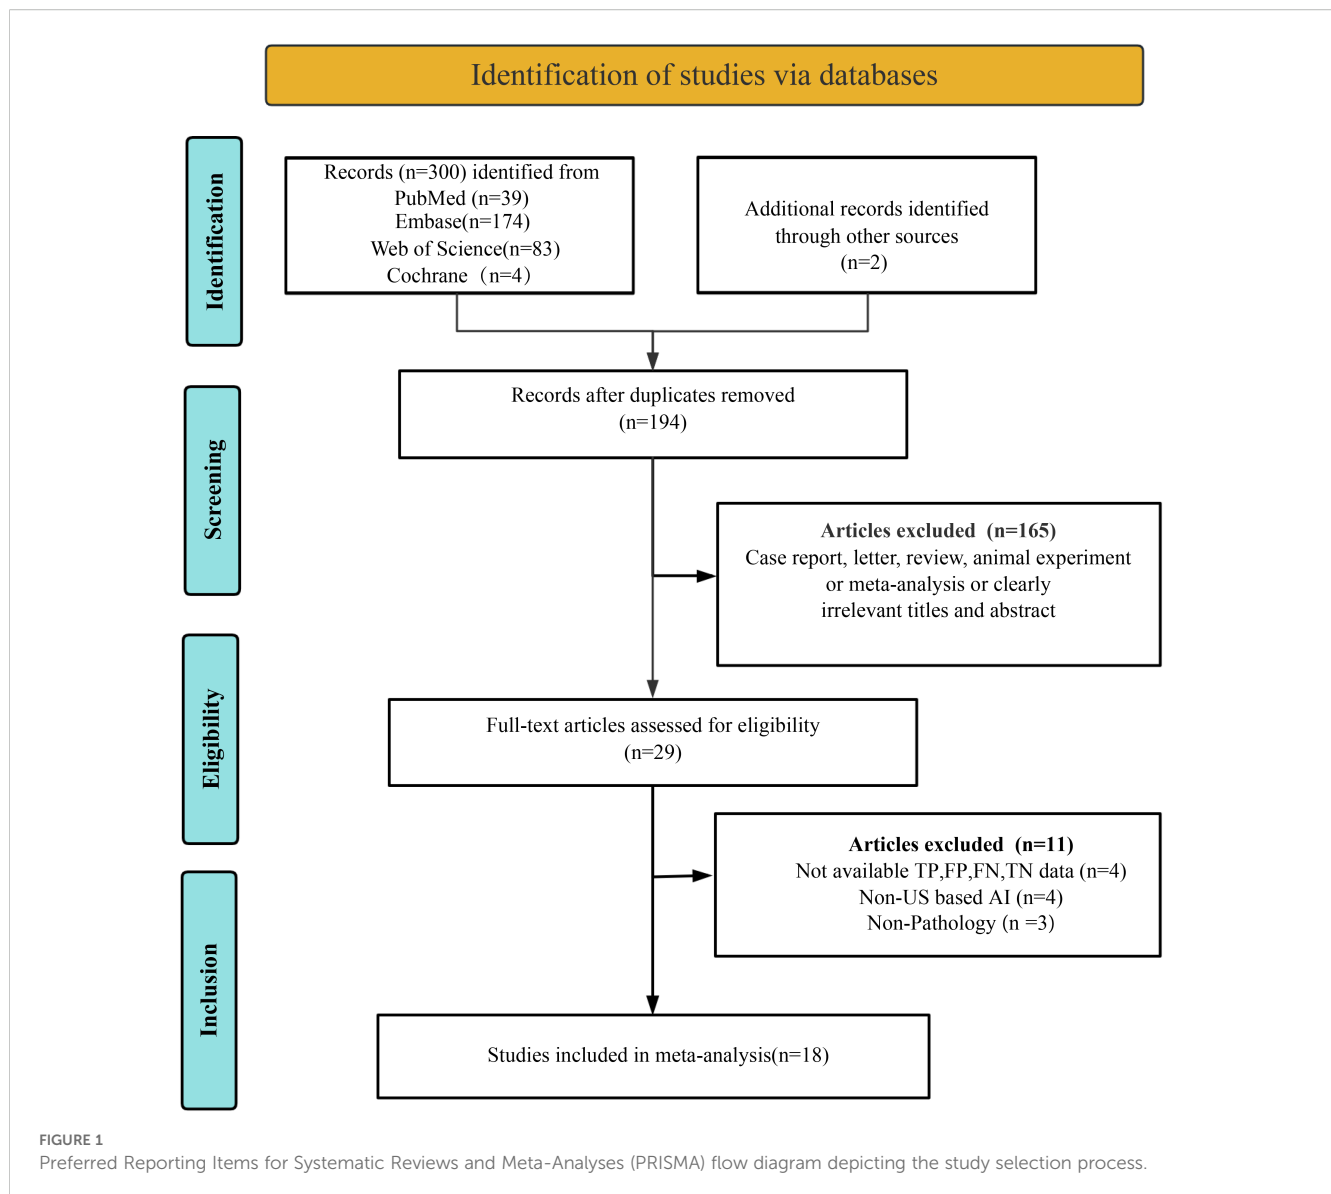 Identification of studies via databases
Identification
Records (n=300) identified from
PubMed (n=39)
Embase(n=174)
Web of Science(n=83)
Cochrane（n=4）
Additional records identified
through other sources
(n=2)
Records after duplicates removed
(n=194)
Screening
Articles excluded (n=165)
Case report, letter, review, animal experiment
or meta-analysis or clearly
irrelevant titles and abstract
Eligibility
Full-text articles assessed for eligibility
(n=29)
Articles excluded (n=11)
Not available TP,FP,FN,TN data (n=4)
Non-US based AI (n=4)
Non-Pathology (n =3)
Inclusion
Studies included in meta-analysis(n=18)
FIGURE 1
Preferred Reporting Items for Systematic Reviews and Meta-Analyses (PRISMA) flow diagram depicting the study selection process.